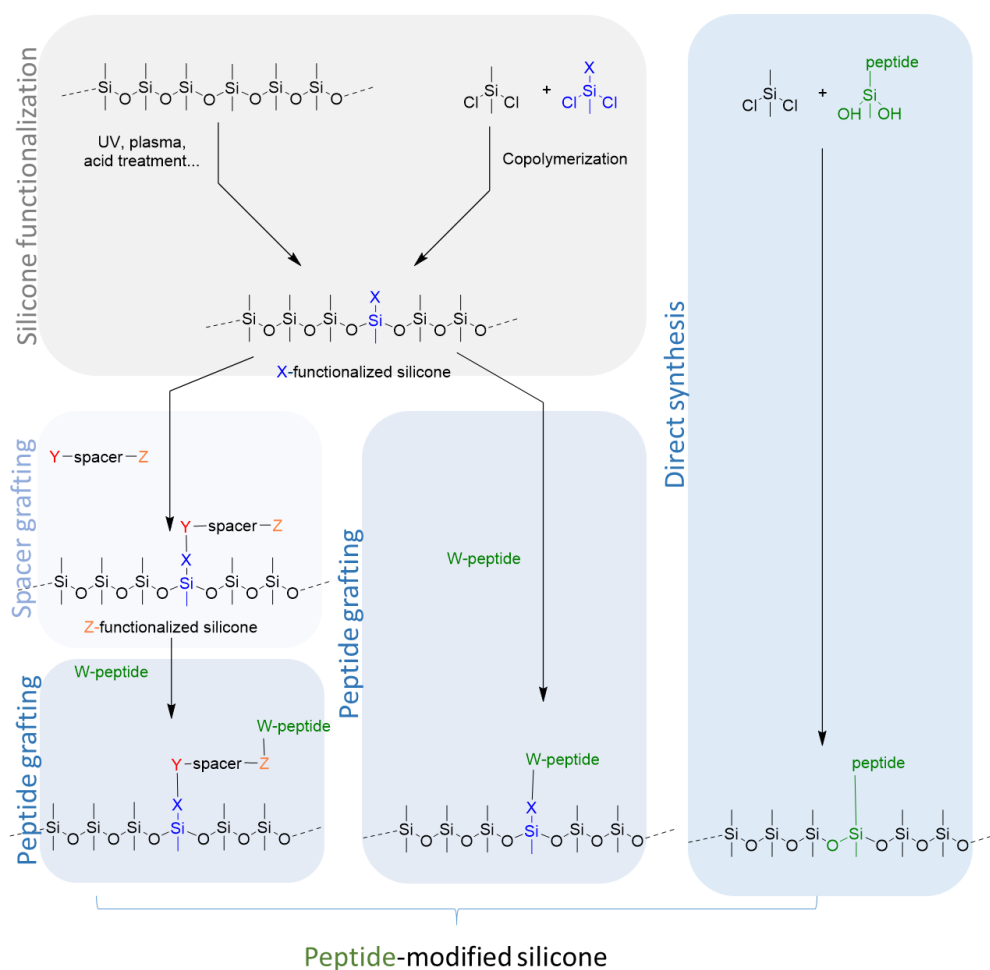 Silicone functionalization
Si Si Si Si Si Si
O O O O O O
UV, plasma,
acid treatment...
Si
Cl Cl
+
X
Si
Cl Cl
Copolymerization
X
Si Si Si Si Si Si
O O O O O O
X-functionalized silicone
Spacer grafting
Y—spacer—Z
Y—spacer—Z
X
Si Si Si Si Si Si
O O O O O O
Z-functionalized silicone
Peptide grafting
W-peptide
W-peptide
Y—spacer—Z
X
Si Si Si Si Si Si
O O O O O O
Peptide grafting
W-peptide
W-peptide
X
Si Si Si Si Si Si
O O O O O O
Direct synthesis
Si
Cl Cl
+
peptide
Si
OH OH
peptide
Si Si Si Si Si Si
O O O O O O
Peptide-modified silicone